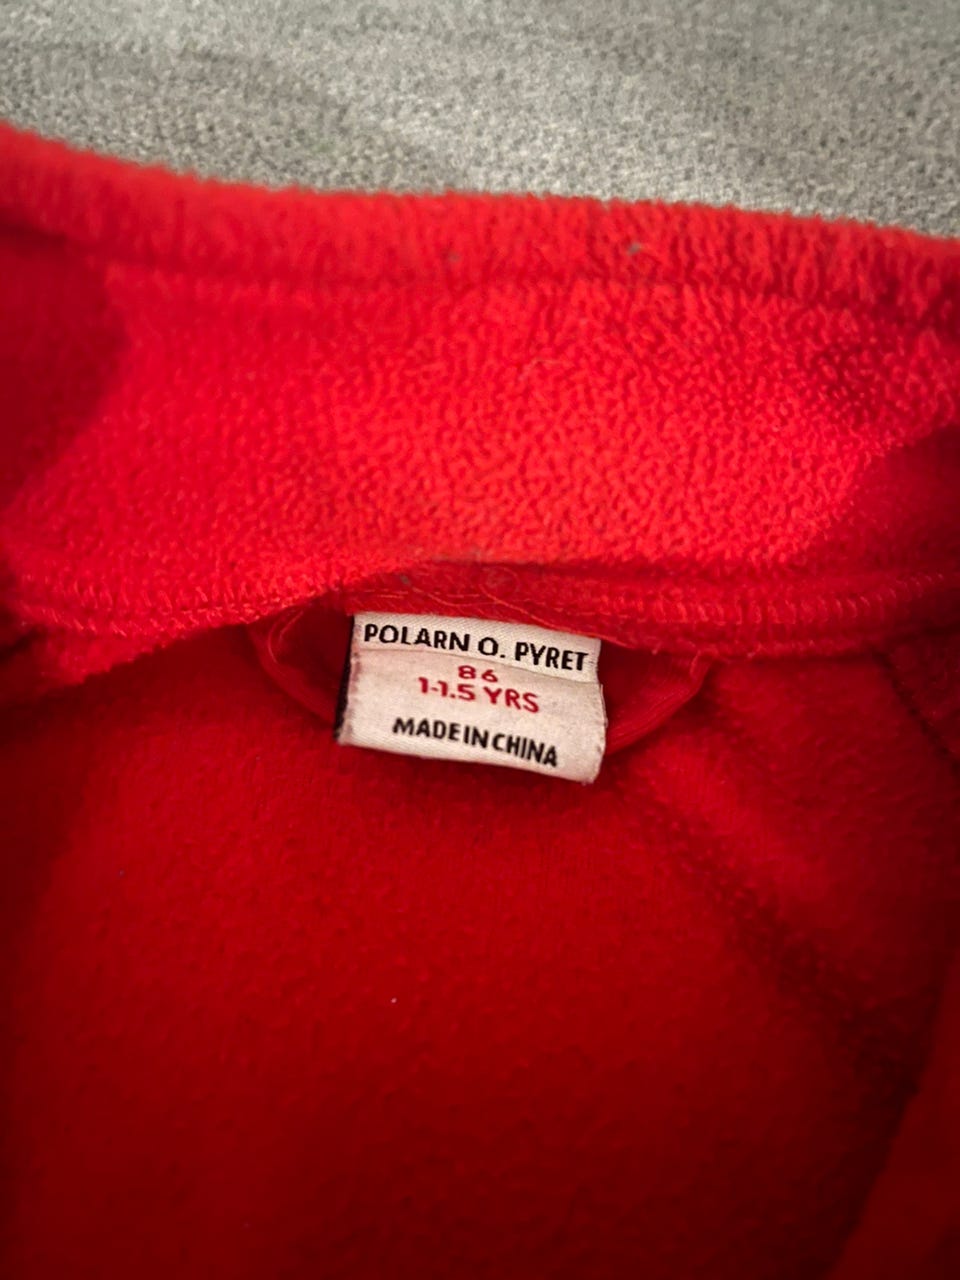 POLARN O. PYRET
86
1-1.5 YRS
MADE IN CHINA